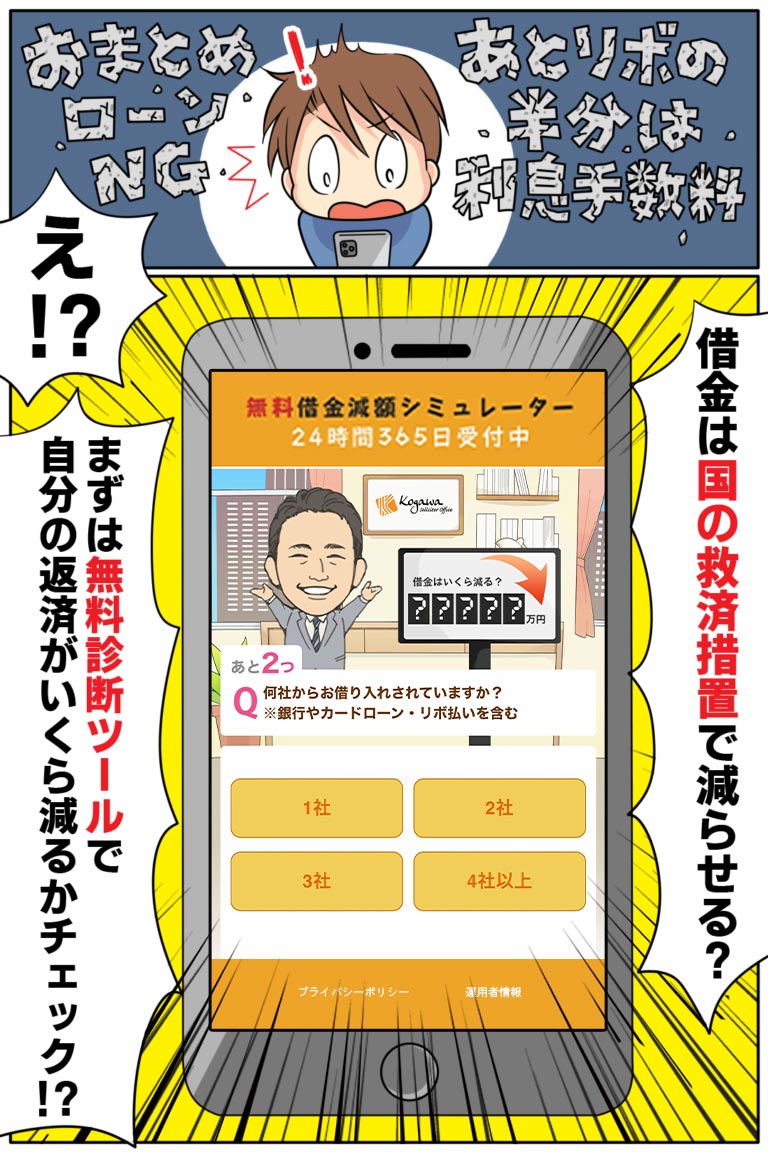 あとリボの
半分は
利息手数料
おまとめ
ローン
NG
!
え!?
借金は国の救済措置で減らせる?
無料借金減額シミュレーター
24時間365日受付中
Kogawa
Solicitor Office
借金はいくら減る?
?????万円
あと2つ
Q 何社からお借り入れされていますか?
※銀行やカードローン・リボ払いを含む
1社
2社
3社
4社以上
プライバシーポリシー
運用者情報
まずは無料診断ツールで
自分の返済がいくら減るかチェック!?